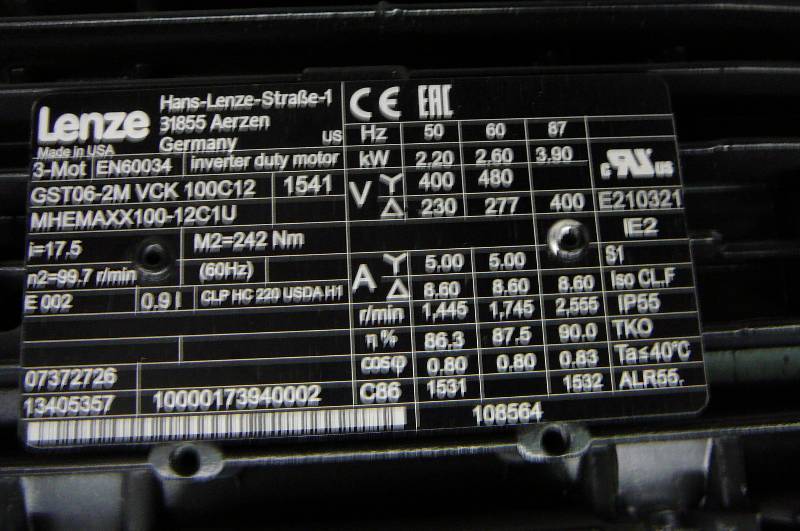 Lenze
Hans-Lenze-Straße-1
31855 Aerzen
Germany
US
Made in USA
3-Mot EN60034 inverter duty motor
GST06-2M VCK 100C12 1541
MHEMAXX100-12C1U
i=17.5 M2=242 Nm
n2=99.7 r/min (60Hz)
E 002 0.9 l CLP HC 220 USDA H1
07372726
13405357 10000173940002
CE EAC
Hz 50 60 87
kW 2.20 2.60 3.90
V Y 400 480
Δ 230 277 400
A Y 5.00 5.00
Δ 8.60 8.60 8.60
r/min 1,445 1,745 2,555
η% 86.3 87.5 90.0
cosφ 0.80 0.80 0.83
C86 1531 1532
108564
c RU us
E210321
IE2
S1
Iso CL.F
IP55
TKO
Ta≤40°C
ALR55.